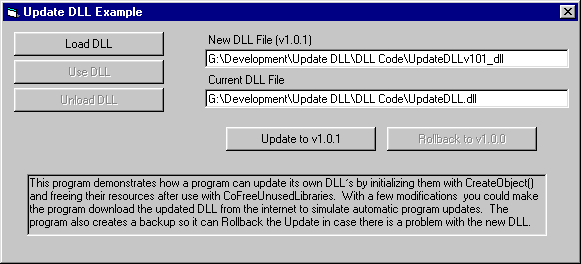 Update DLL Example
Load DLL
Use DLL
Unload DLL
New DLL File (v1.0.1)
G:\Development\Update DLL\DLL Code\UpdateDLLv101_dll
Current DLL File
G:\Development\Update DLL\DLL Code\UpdateDLL.dll
Update to v1.0.1
Rollback to v1.0.0
This program demonstrates how a program can update its own DLL´s by initializing them with CreateObject()
and freeing their resources after use with CoFreeUnusedLibraries.  With a few modifications  you could make
the program download the updated DLL from the internet to simulate automatic program updates.  The
program also creates a backup so it can Rollback the Update in case there is a problem with the new DLL.